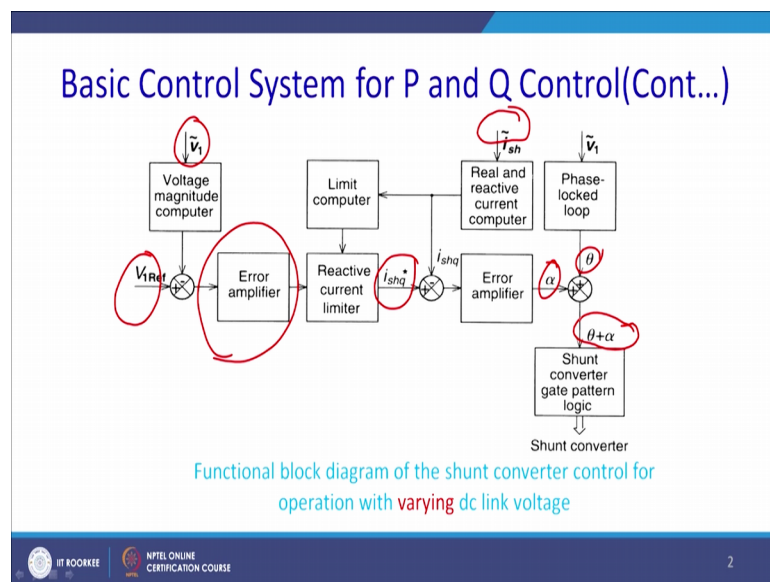 Basic Control System for P and Q Control(Cont...)
ṽ₁
ĩsh
ṽ₁
Voltage
magnitude
computer
Limit
computer
Real and
reactive
current
computer
Phase-
locked
loop
V1Ref
+
-
Error
amplifier
Reactive
current
limiter
ishq*
+
-
ishq
Error
amplifier
α
+
+
θ
θ+α
Shunt
converter
gate pattern
logic
Shunt converter
Functional block diagram of the shunt converter control for
operation with varying dc link voltage
IIT ROORKEE
NPTEL ONLINE
CERTIFICATION COURSE
2